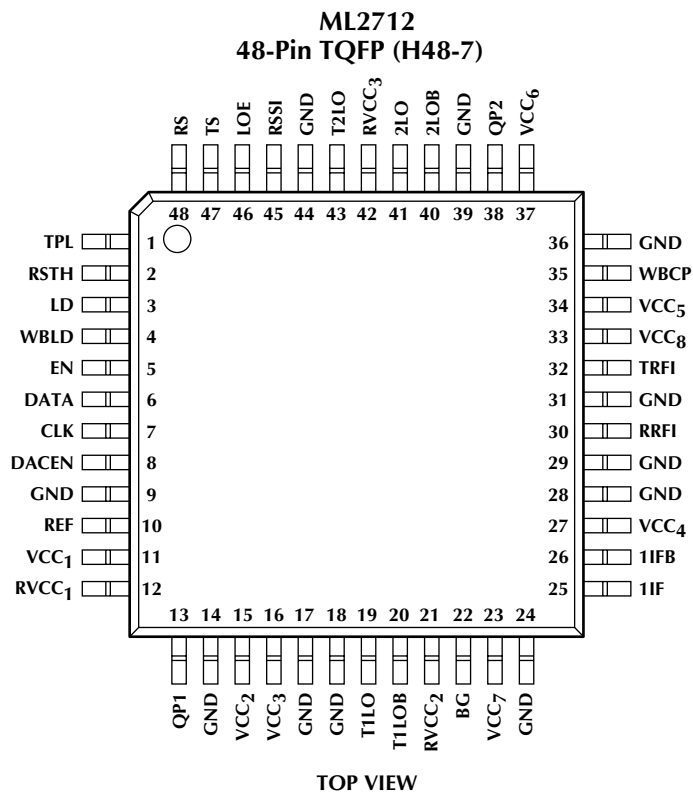 ML2712
48-Pin TQFP (H48-7)
RS TS LOE RSSI GND T2LO RVCC3 2LO 2LOB GND QP2 VCC6
48 47 46 45 44 43 42 41 40 39 38 37
TPL 1 36 GND
RSTH 2 35 WBCP
LD 3 34 VCC5
WBLD 4 33 VCC8
EN 5 32 TRFI
DATA 6 31 GND
CLK 7 30 RRFI
DACEN 8 29 GND
GND 9 28 GND
REF 10 27 VCC4
VCC1 11 26 1IFB
RVCC1 12 25 1IF
13 14 15 16 17 18 19 20 21 22 23 24
QP1 GND VCC2 VCC3 GND GND T1LO T1LOB RVCC2 BG VCC7 GND
TOP VIEW